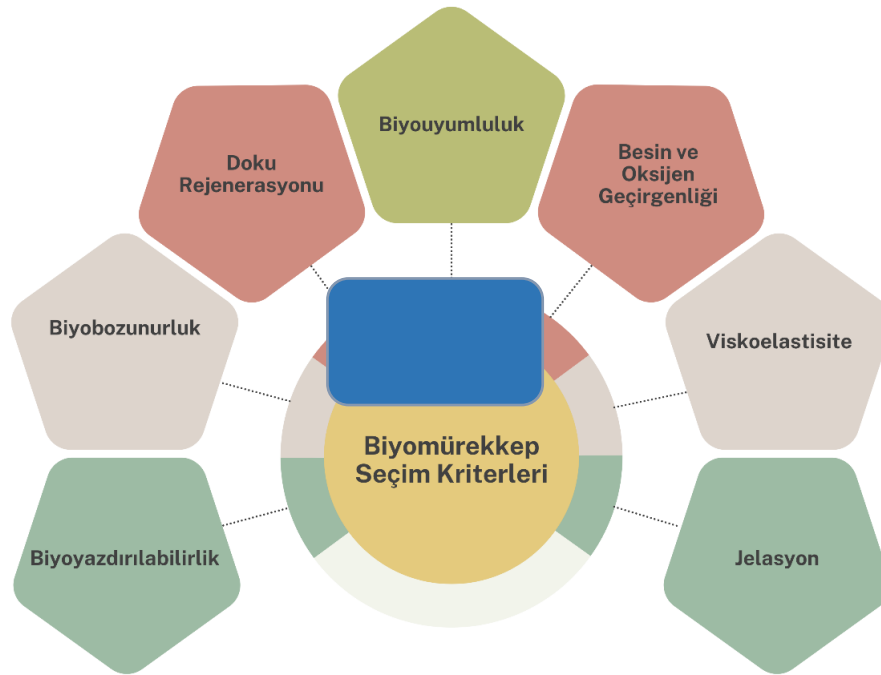 Biyouyumluluk
Doku
Rejenerasyonu
Besin ve
Oksijen
Geçirgenliği
Biyobozunurluk
Viskoelastisite
Biyomürekkep
Seçim Kriterleri
Biyoyazdırılabilirlik
Jelasyon